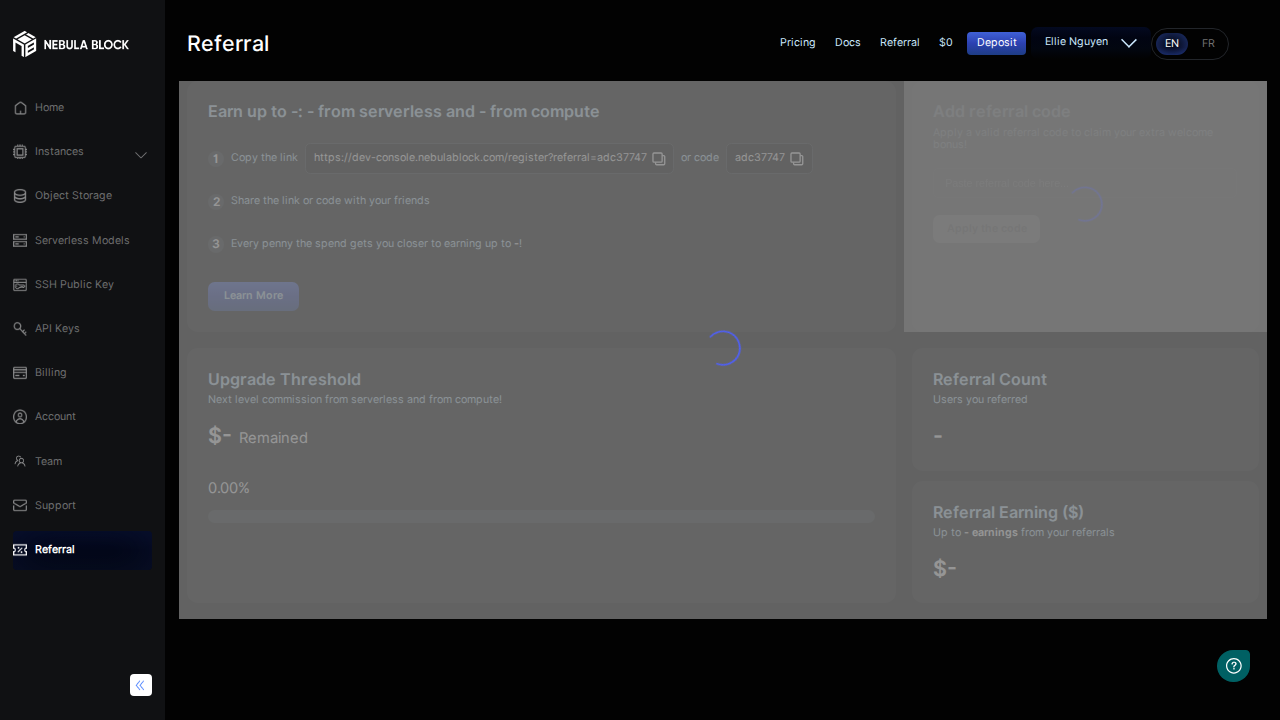 NEBULA BLOCK
Home
Instances
Object Storage
Serverless Models
SSH Public Key
API Keys
Billing
Account
Team
Support
Referral
Referral
Pricing
Docs
Referral
$0
Deposit
Ellie Nguyen
EN
FR
Earn up to -: - from serverless and - from compute
1 Copy the link https://dev-console.nebulablock.com/register?referral=adc37747 or code adc37747
2 Share the link or code with your friends
3 Every penny the spend gets you closer to earning up to -!
Learn More
Add referral code
Apply a valid referral code to claim your extra welcome
bonus!
Apply the code
Upgrade Threshold
Next level commission from serverless and from compute!
$- Remained
0.00%
Referral Count
Users you referred
-
Referral Earning ($)
Up to - earnings from your referrals
$-